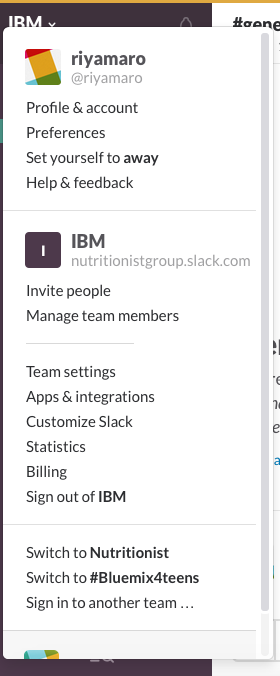 IBM
#gene
riyamaro
@riyamaro
Profile & account
Preferences
Set yourself to away
Help & feedback
I
IBM
nutritionistgroup.slack.com
Invite people
Manage team members
Team settings
Apps & integrations
Customize Slack
Statistics
Billing
Sign out of IBM
Switch to Nutritionist
Switch to #Bluemix4teens
Sign in to another team …